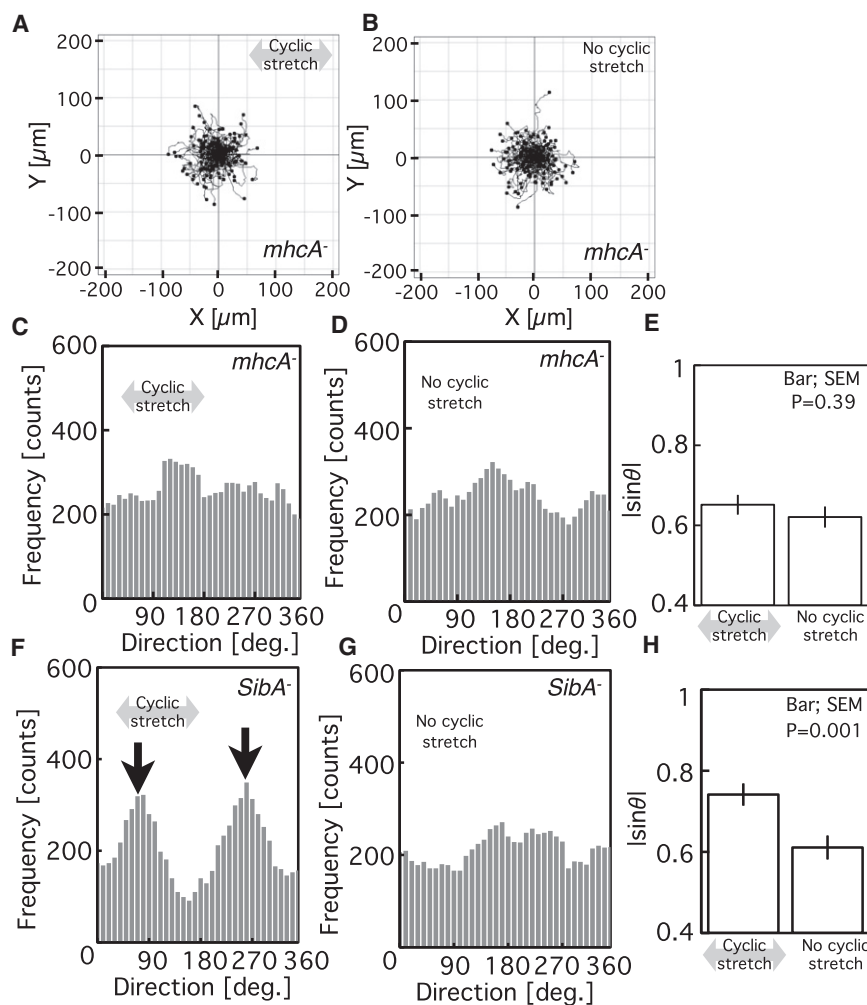 A
Cyclic
stretch
200
100
0
-100
-200
Y [μm]
mhcA-
-200 -100 0 100 200
X [μm]
B
No cyclic
stretch
200
100
0
-100
-200
Y [μm]
mhcA-
-200 -100 0 100 200
X [μm]
C
600
400
200
0
Frequency [counts]
mhcA-
Cyclic
stretch
90 180 270 360
Direction [deg.]
D
600
400
200
0
Frequency [counts]
mhcA-
No cyclic
stretch
90 180 270 360
Direction [deg.]
E
1
0.8
0.6
0.4
|sinθ|
Bar; SEM
P=0.39
Cyclic
stretch
No cyclic
stretch
F
600
400
200
0
Frequency [counts]
SibA-
Cyclic
stretch
90 180 270 360
Direction [deg.]
G
600
400
200
0
Frequency [counts]
SibA-
No cyclic
stretch
90 180 270 360
Direction [deg.]
H
1
0.8
0.6
0.4
|sinθ|
Bar; SEM
P=0.001
Cyclic
stretch
No cyclic
stretch